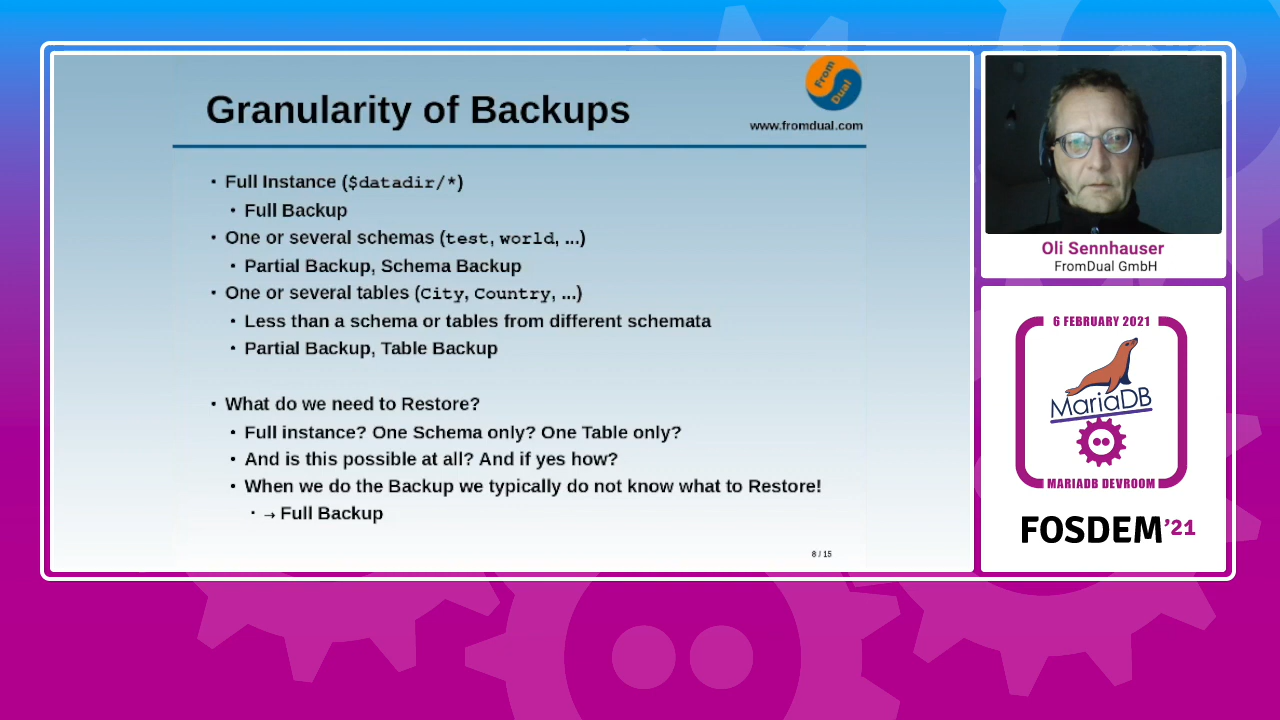 Granularity of Backups
From
Dual
www.fromdual.com
• Full Instance ($datadir/*)
• Full Backup
• One or several schemas (test, world, ...)
• Partial Backup, Schema Backup
• One or several tables (City, Country, ...)
• Less than a schema or tables from different schemata
• Partial Backup, Table Backup
• What do we need to Restore?
• Full instance? One Schema only? One Table only?
• And is this possible at all? And if yes how?
• When we do the Backup we typically do not know what to Restore!
• → Full Backup
8 / 15
Oli Sennhauser
FromDual GmbH
6 FEBRUARY 2021
MariaDB
MARIADB DEVROOM
FOSDEM'21